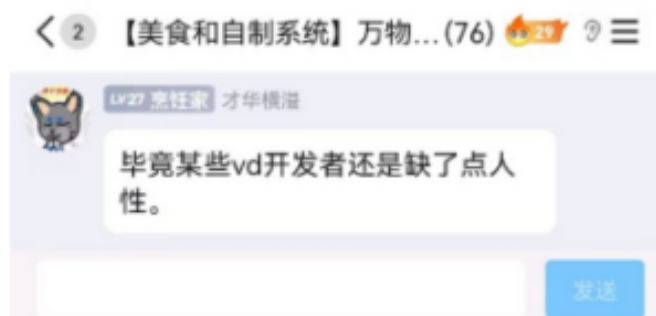 2 【美食和自制系统】万物...(76) 29
LV27 烹饪家 才华横溢
毕竟某些vd开发者还是缺了点人
性。
发送